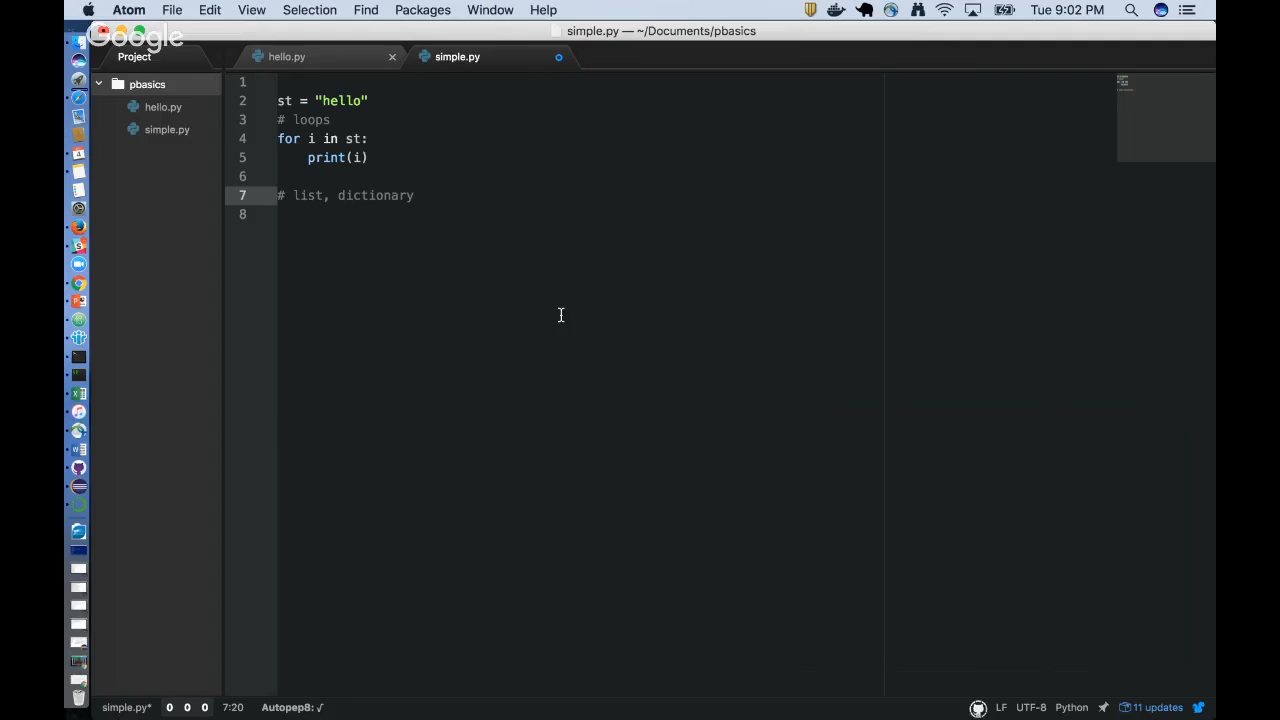 Atom File Edit View Selection Find Packages Window Help Tue 9:02 PM
simple.py — ~/Documents/pbasics
Google
Project hello.py simple.py
pbasics
hello.py
simple.py
1
2 st = "hello"
3 # loops
4 for i in st:
5 print(i)
6
7 # list, dictionary
8
simple.py* 0 0 0 7:20 Autopep8: √ LF UTF-8 Python 11 updates